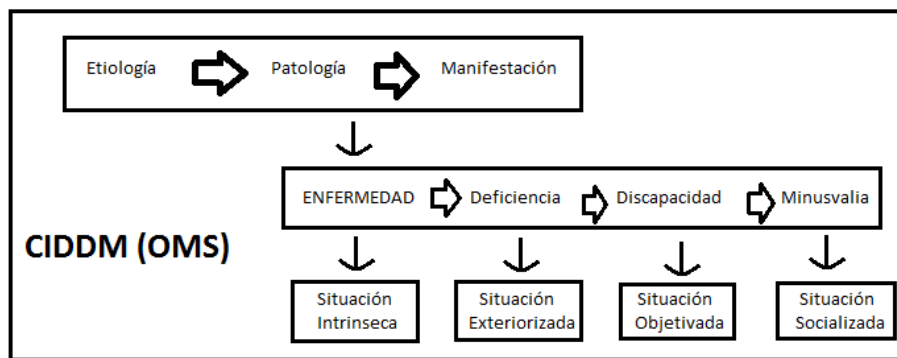 Etiología Patología Manifestación
ENFERMEDAD Deficiencia Discapacidad Minusvalia
CIDDM (OMS)
Situación Intrinseca
Situación Exteriorizada
Situación Objetivada
Situación Socializada